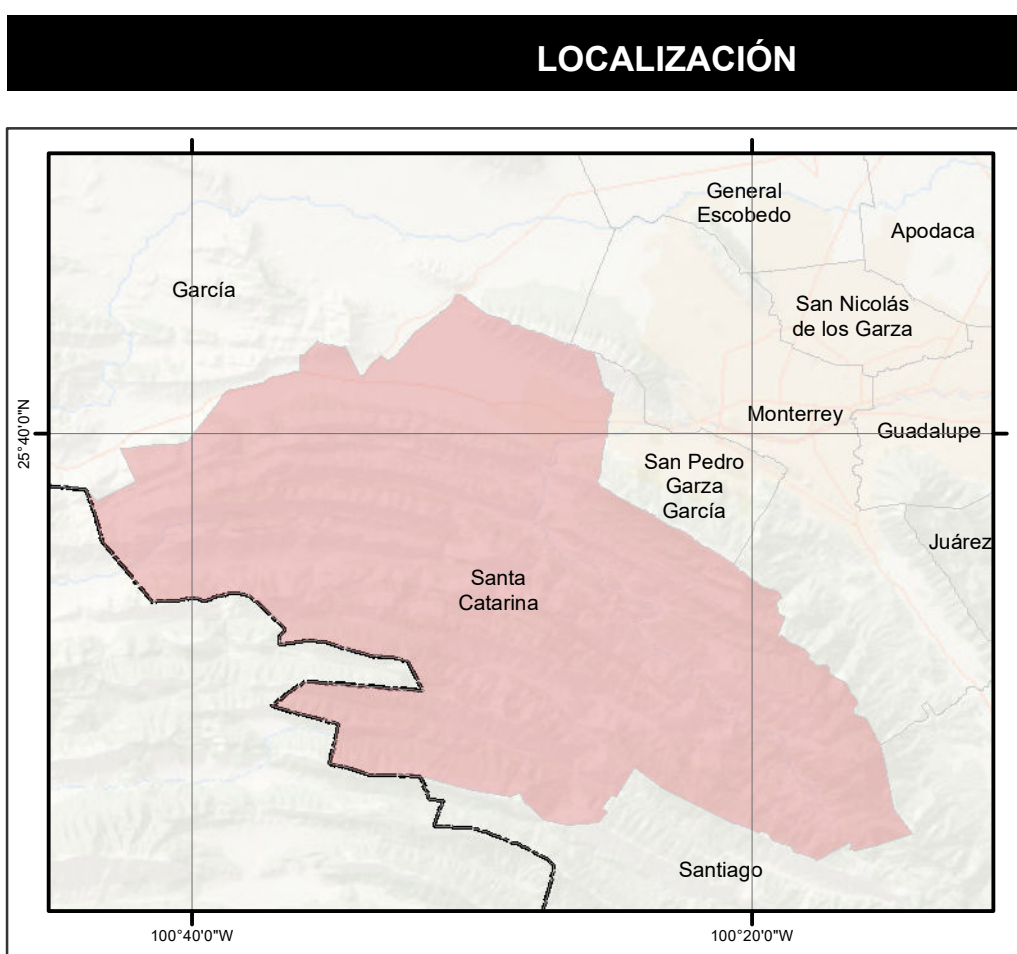 LOCALIZACIÓN
General
Escobedo
Apodaca
García
San Nicolás
de los Garza
Monterrey
Guadalupe
25°40'0"N
San Pedro
Garza
García
Juárez
Santa
Catarina
Santiago
100°40'0"W
100°20'0"W